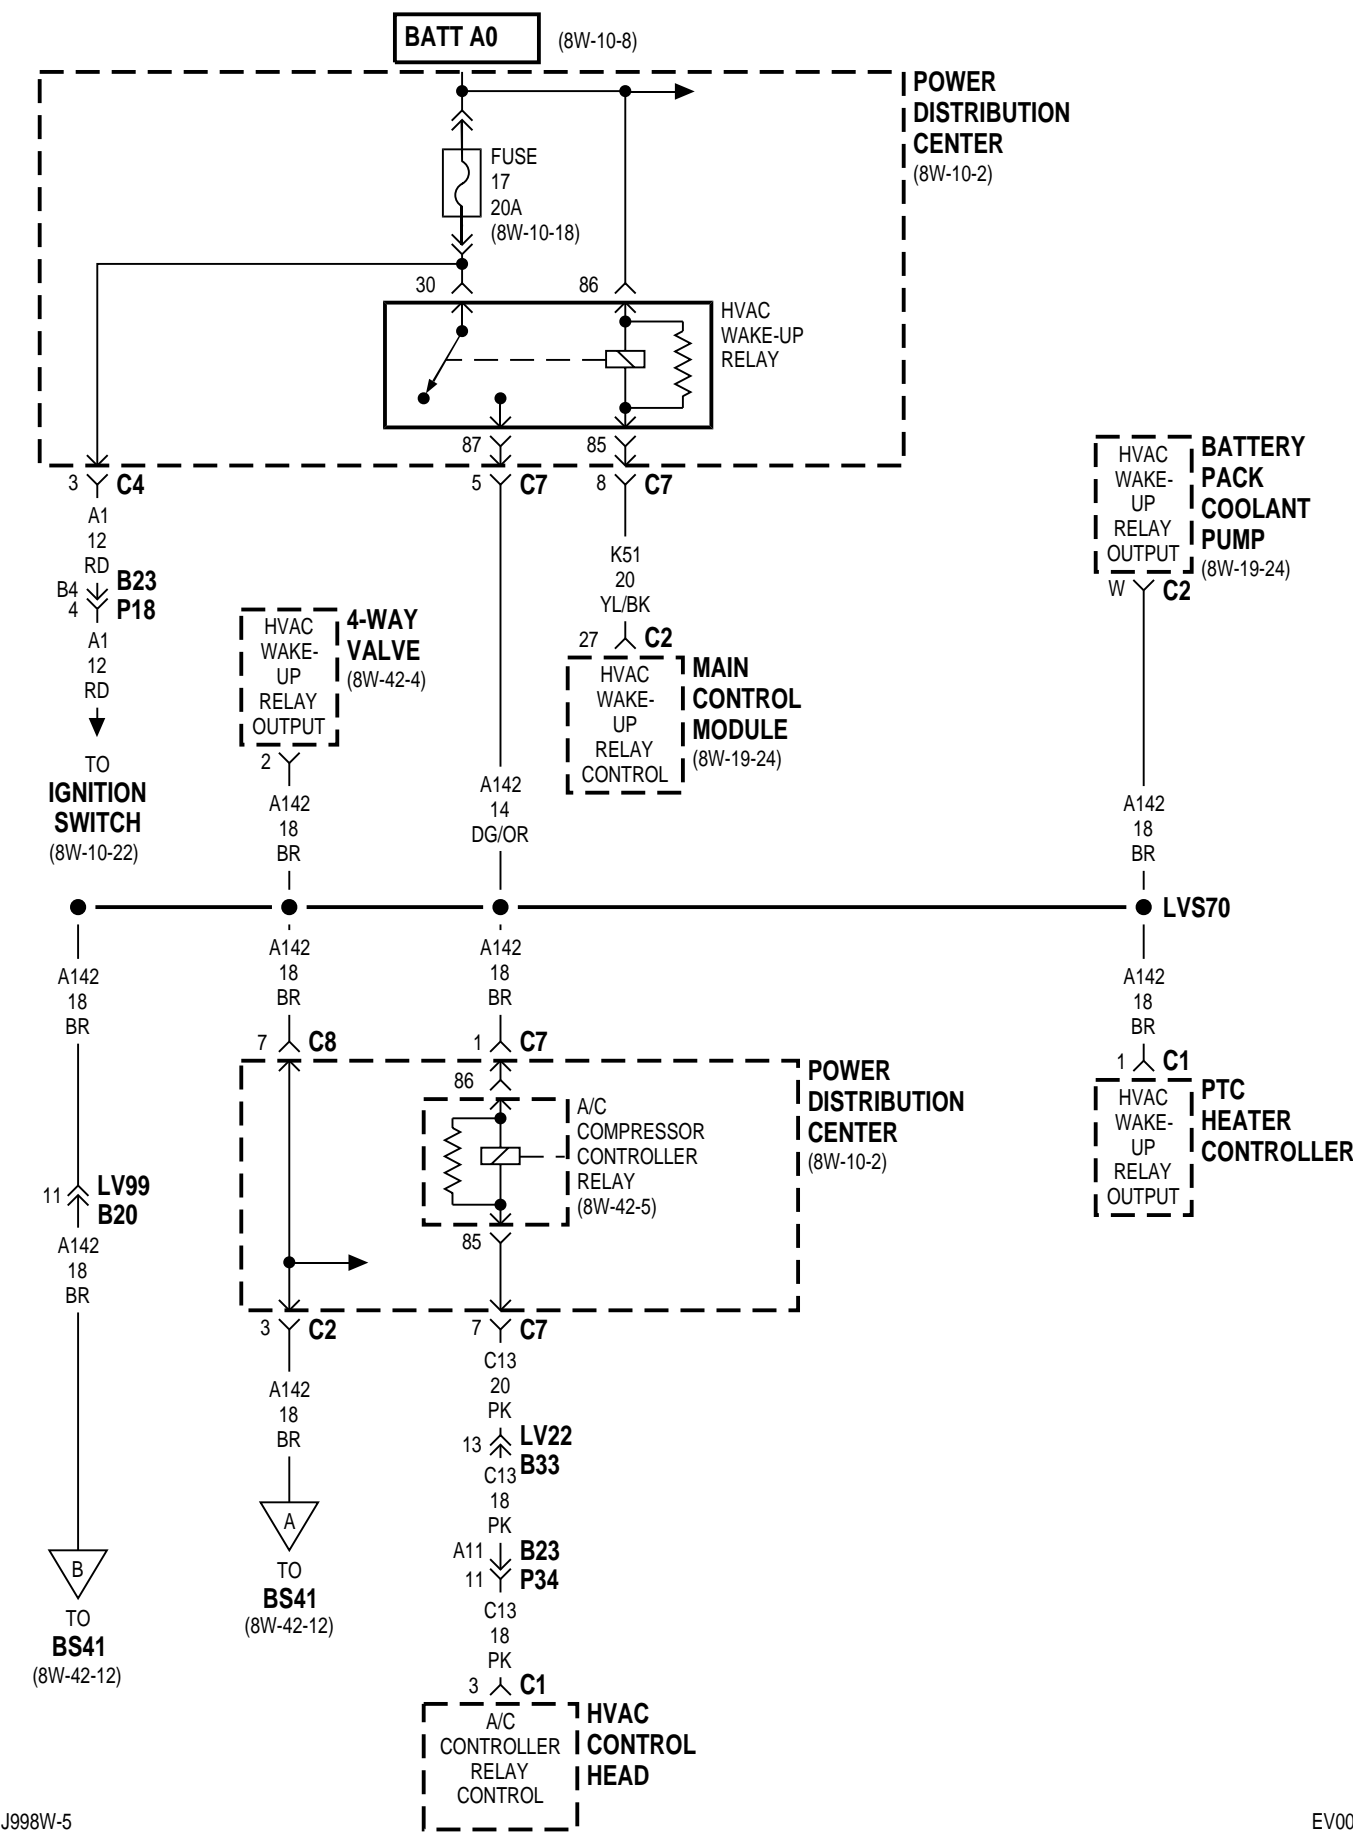 BATT A0
(8W-10-8)
POWER
DISTRIBUTION
CENTER
(8W-10-2)
FUSE
17
20A
(8W-10-18)
30
86
HVAC
WAKE-UP
RELAY
87
85
3
C4
5
C7
8
C7
A1
12
RD
B4
B23
4
P18
A1
12
RD
TO
IGNITION
SWITCH
(8W-10-22)
HVAC
WAKE-
UP
RELAY
OUTPUT
4-WAY
VALVE
(8W-42-4)
2
A142
18
BR
A142
14
DG/OR
K51
20
YL/BK
27
C2
HVAC
WAKE-
UP
RELAY
CONTROL
MAIN
CONTROL
MODULE
(8W-19-24)
HVAC
WAKE-
UP
RELAY
OUTPUT
BATTERY
PACK
COOLANT
PUMP
(8W-19-24)
W
C2
A142
18
BR
LVS70
A142
18
BR
A142
18
BR
A142
18
BR
A142
18
BR
7
C8
1
C7
1
C1
HVAC
WAKE-
UP
RELAY
OUTPUT
PTC
HEATER
CONTROLLER
POWER
DISTRIBUTION
CENTER
(8W-10-2)
86
A/C
COMPRESSOR
CONTROLLER
RELAY
(8W-42-5)
85
11
LV99
B20
A142
18
BR
3
C2
7
C7
A142
18
BR
C13
20
PK
13
LV22
B33
C13
18
PK
A11
B23
11
P34
C13
18
PK
3
C1
A
TO
BS41
(8W-42-12)
B
TO
BS41
(8W-42-12)
A/C
CONTROLLER
RELAY
CONTROL
HVAC
CONTROL
HEAD
J998W-5
EV00